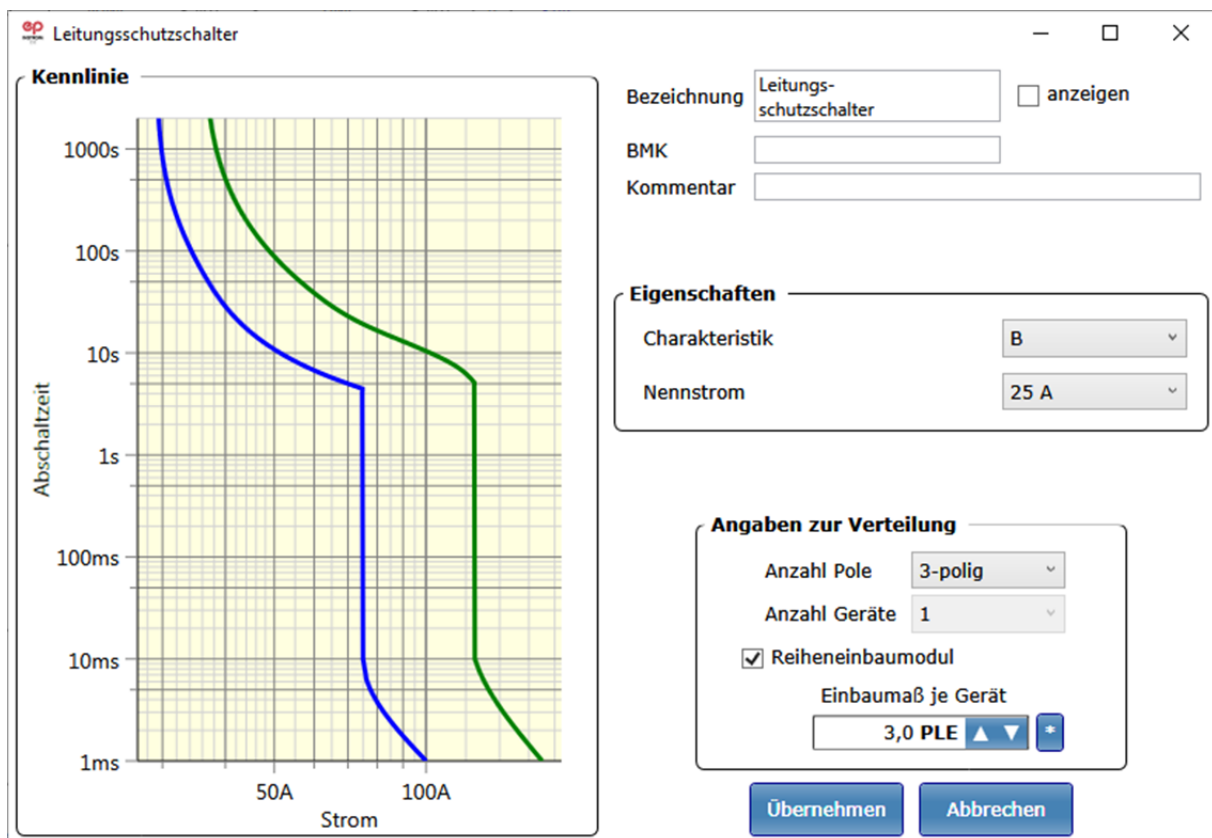 Leitungsschutzschalter
Kennlinie
1000s
100s
10s
1s
100ms
10ms
1ms
Abschaltzeit
50A 100A
Strom
Bezeichnung Leitungs-
schutzschalter
anzeigen
BMK
Kommentar
Eigenschaften
Charakteristik B
Nennstrom 25 A
Angaben zur Verteilung
Anzahl Pole 3-polig
Anzahl Geräte 1
Reiheneinbaumodul
Einbaumaß je Gerät
3,0 PLE ▲ ▼ *
Übernehmen Abbrechen